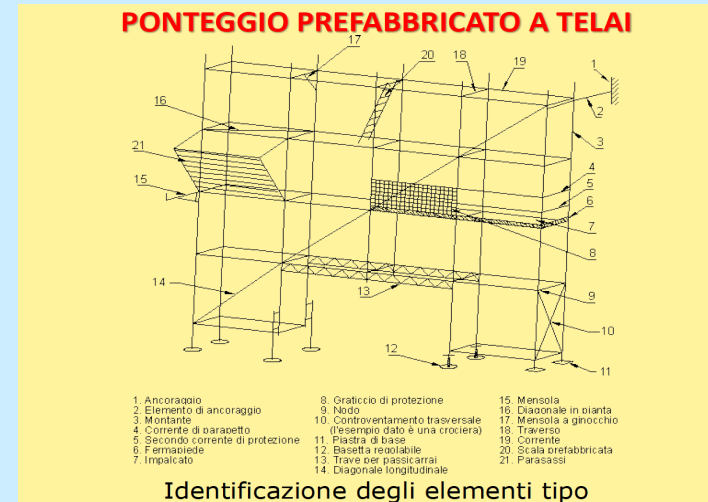 PONTEGGIO PREFABBRICATO A TELAI
17
20
18
19
1
2
16
3
21
4
5
15
6
7
8
14
13
9
10
12
11
1. Ancoraggio
2. Elemento di ancoraggio
3. Montante
4. Corrente di parapetto
5. Secondo corrente di protezione
6. Fermapiede
7. Impalcato
8. Graticcio di protezione
9. Nodo
10. Controventamento trasversale
(l'esempio dato è una crociera)
11. Piastra di base
12. Basetta regolabile
13. Trave per passi carrai
14. Diagonale longitudinale
15. Mensola
16. Diagonale in pianta
17. Mensola a ginocchio
18. Traverso
19. Corrente
20. Scala prefabbricata
21. Parasassi
Identificazione degli elementi tipo